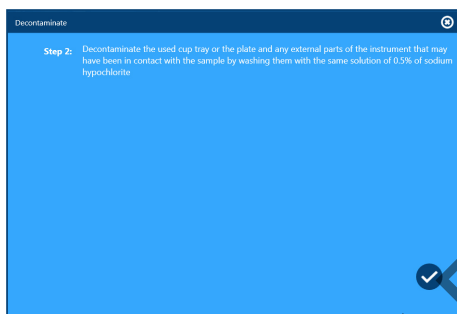 Decontaminate
Step 2: Decontaminate the used cup tray or the plate and any external parts of the instrument that may
have been in contact with the sample by washing them with the same solution of 0.5% of sodium
hypochlorite